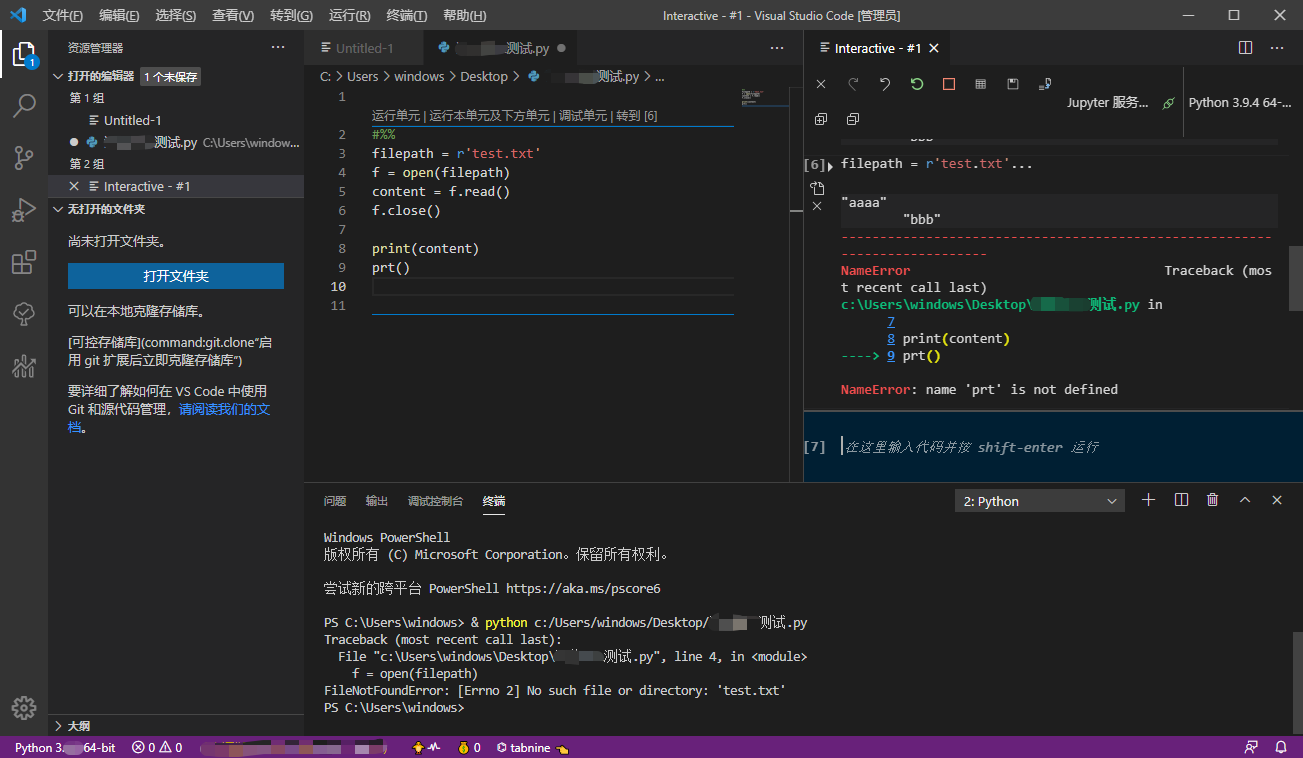 文件(F) 编辑(E) 选择(S) 查看(V) 转到(G) 运行(R) 终端(T) 帮助(H) Interactive - #1 - Visual Studio Code [管理员]
资源管理器
打开的编辑器 1 个未保存
第 1 组
Untitled-1
测试.py C:\Users\window...
第 2 组
Interactive - #1
无打开的文件夹
尚未打开文件夹。
打开文件夹
可以在本地克隆存储库。
[可控存储库](command:git.clone“启
用 git 扩展后立即克隆存储库”)
要详细了解如何在 VS Code 中使用
Git 和源代码管理，请阅读我们的文
档。
大纲
1
Untitled-1 测试.py
C: > Users > windows > Desktop > 测试.py > ...
1
运行单元 | 运行本单元及下方单元 | 调试单元 | 转到 [6]
2 #%%
3 filepath = r'test.txt'
4 f = open(filepath)
5 content = f.read()
6 f.close()
7
8 print(content)
9 prt()
10
11
Interactive - #1
Jupyter 服务... Python 3.9.4 64-...
[6] filepath = r'test.txt'...
"aaaa"
"bbb"
---------------------------------------------------------------------------
NameError Traceback (mos
t recent call last)
c:\Users\windows\Desktop\测试.py in
7
8 print(content)
----> 9 prt()
NameError: name 'prt' is not defined
[7] 在这里输入代码并按 shift-enter 运行
问题 输出 调试控制台 终端 2: Python
Windows PowerShell
版权所有 (C) Microsoft Corporation。保留所有权利。
尝试新的跨平台 PowerShell https://aka.ms/pscore6
PS C:\Users\windows> & python c:/Users/windows/Desktop/测试.py
Traceback (most recent call last):
File "c:\Users\windows\Desktop\测试.py", line 4, in <module>
f = open(filepath)
FileNotFoundError: [Errno 2] No such file or directory: 'test.txt'
PS C:\Users\windows>
Python 3. 64-bit 0 0 0 tabnine